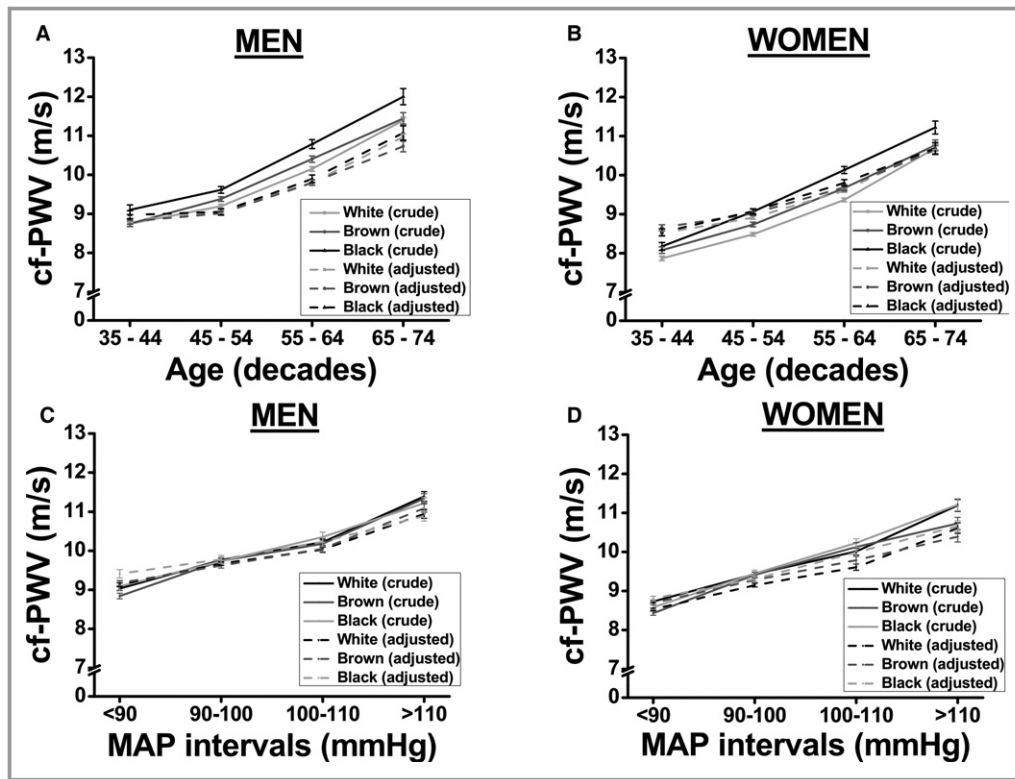 A
MEN
cf-PWV (m/s)
13
12
11
10
9
8
7
0
White (crude)
Brown (crude)
Black (crude)
White (adjusted)
Brown (adjusted)
Black (adjusted)
35 - 44 45 - 54 55 - 64 65 - 74
Age (decades)
B
WOMEN
cf-PWV (m/s)
13
12
11
10
9
8
7
0
White (crude)
Brown (crude)
Black (crude)
White (adjusted)
Brown (adjusted)
Black (adjusted)
35 - 44 45 - 54 55 - 64 65 - 74
Age (decades)
C
MEN
cf-PWV (m/s)
13
12
11
10
9
8
7
0
White (crude)
Brown (crude)
Black (crude)
White (adjusted)
Brown (adjusted)
Black (adjusted)
<90 90-100 100-110 >110
MAP intervals (mmHg)
D
WOMEN
cf-PWV (m/s)
13
12
11
10
9
8
7
0
White (crude)
Brown (crude)
Black (crude)
White (adjusted)
Brown (adjusted)
Black (adjusted)
<90 90-100 100-110 >110
MAP intervals (mmHg)